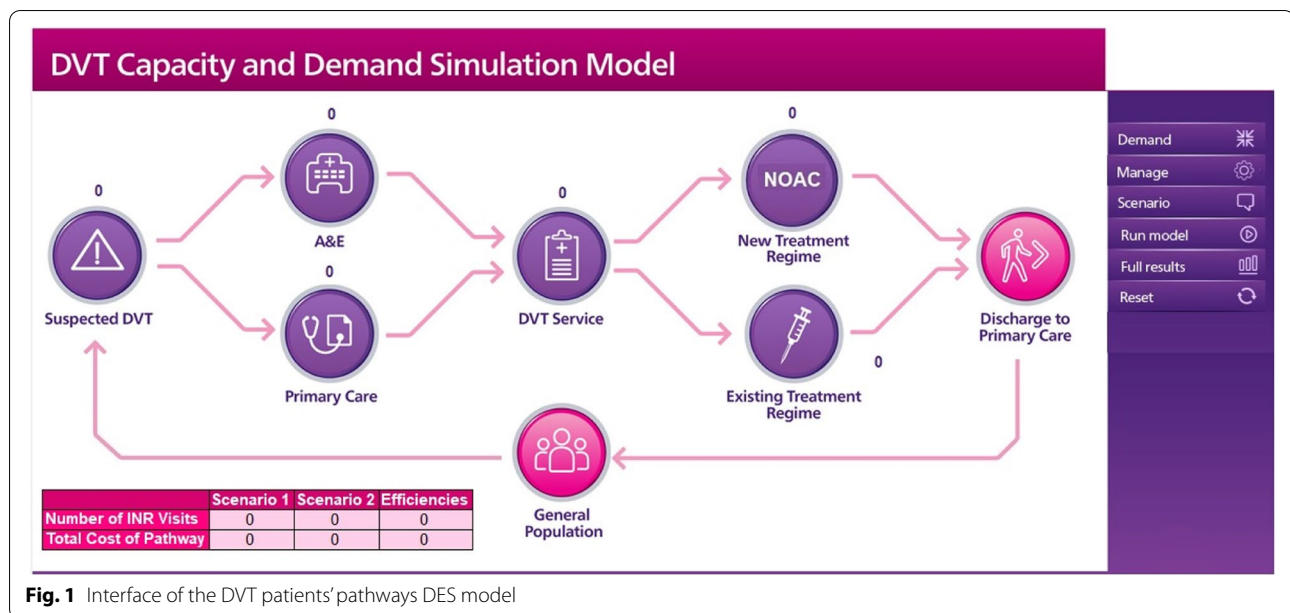 DVT Capacity and Demand Simulation Model
0
A&E
0
Suspected DVT
0
Primary Care
0
DVT Service
0
NOAC
New Treatment
Regime
0
Existing Treatment
Regime
Discharge to
Primary Care
General
Population
Scenario 1 Scenario 2 Efficiencies
Number of INR Visits 0 0 0
Total Cost of Pathway 0 0 0
Demand
Manage
Scenario
Run model
Full results
Reset
Fig. 1 Interface of the DVT patients' pathways DES model